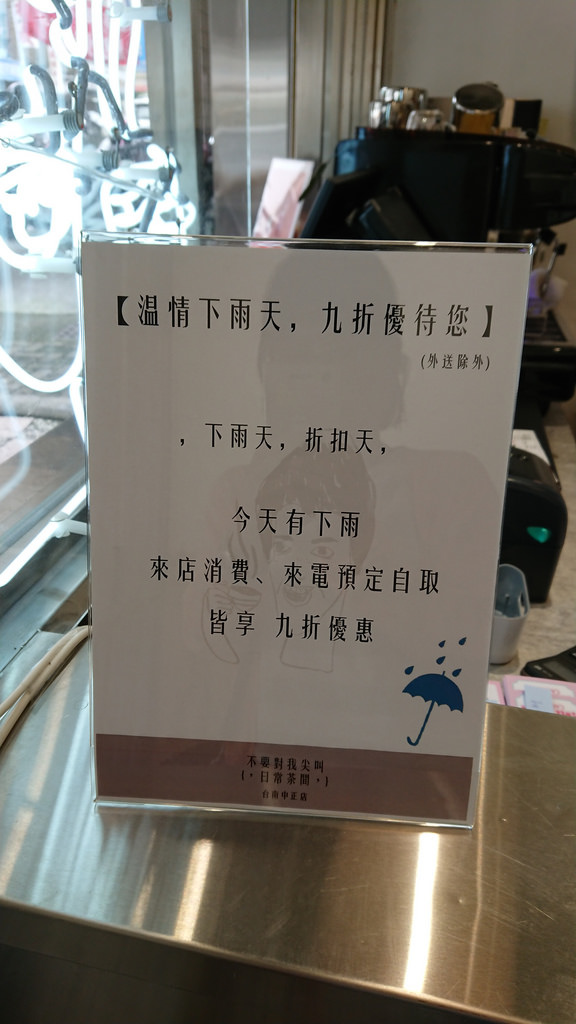 【溫情下雨天，九折優待您】
(外送除外)
，下雨天，折扣天，
今天有下雨
來店消費、來電預定自取
皆享 九折優惠
不要對我尖叫
{，日常茶間，}
台南中正店